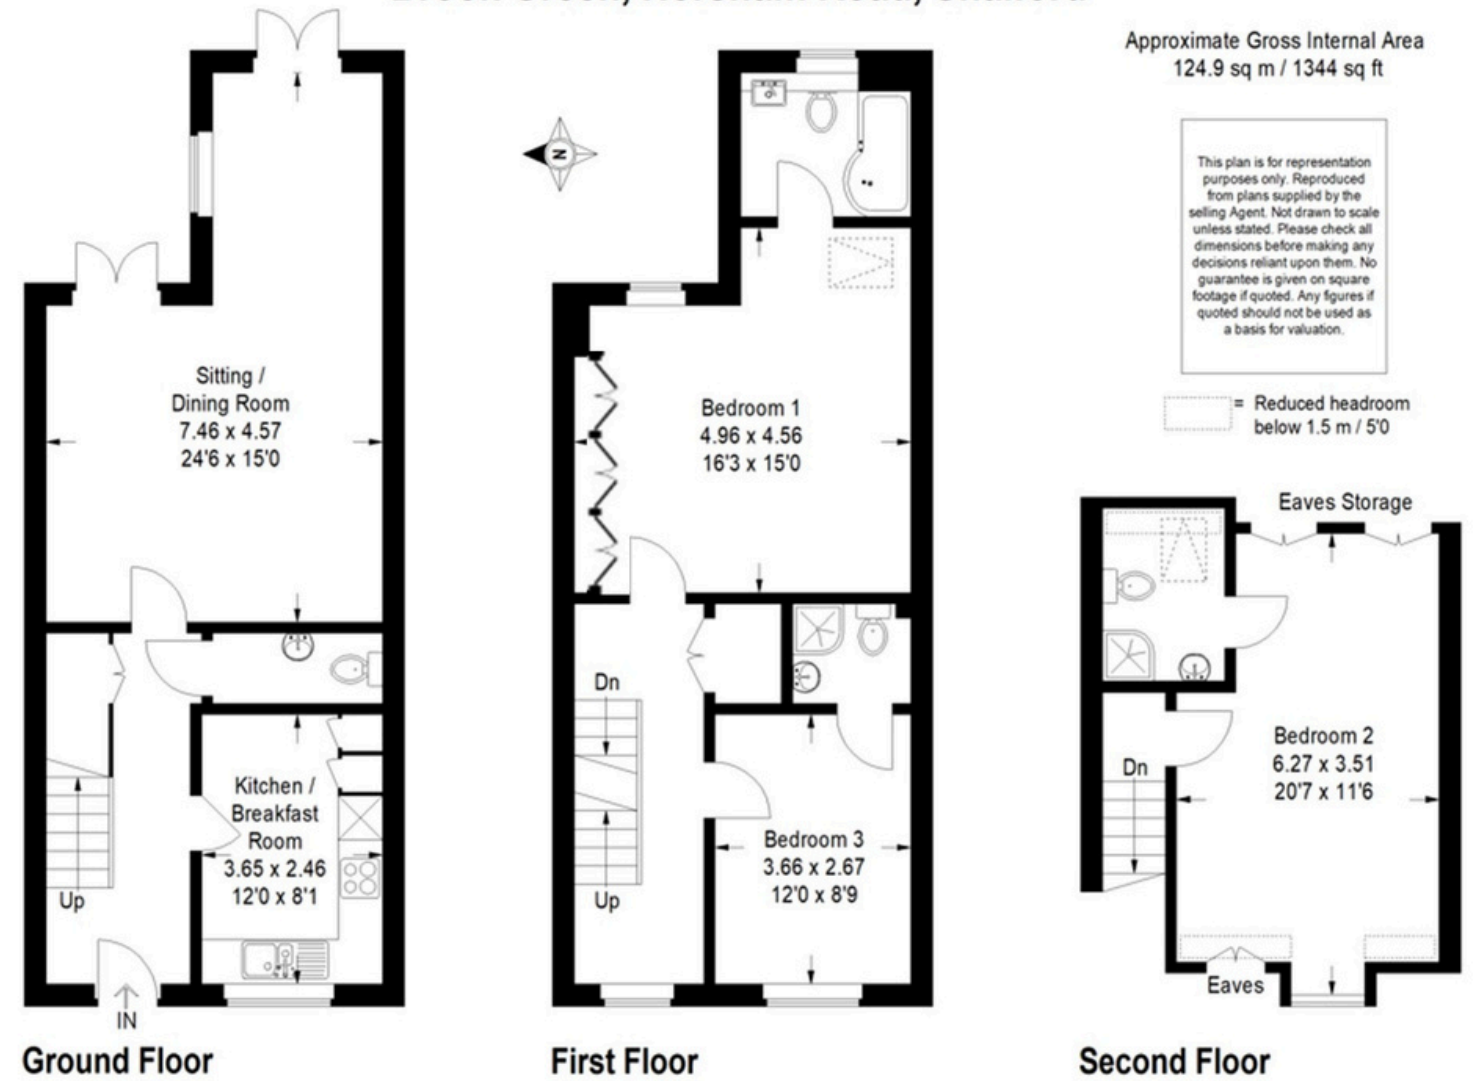 Approximate Gross Internal Area
124.9 sq m / 1344 sq ft
N
This plan is for representation
purposes only. Reproduced
from plans supplied by the
selling Agent. Not drawn to scale
unless stated. Please check all
dimensions before making any
decisions reliant upon them. No
guarantee is given on square
footage if quoted. Any figures if
quoted should not be used as
a basis for valuation.
= Reduced headroom
below 1.5 m / 5'0
Sitting /
Dining Room
7.46 x 4.57
24'6 x 15'0
Kitchen /
Breakfast
Room
3.65 x 2.46
12'0 x 8'1
Up
IN
Ground Floor
Bedroom 1
4.96 x 4.56
16'3 x 15'0
Dn
Up
Bedroom 3
3.66 x 2.67
12'0 x 8'9
First Floor
Eaves Storage
Bedroom 2
6.27 x 3.51
20'7 x 11'6
Dn
Eaves
Second Floor